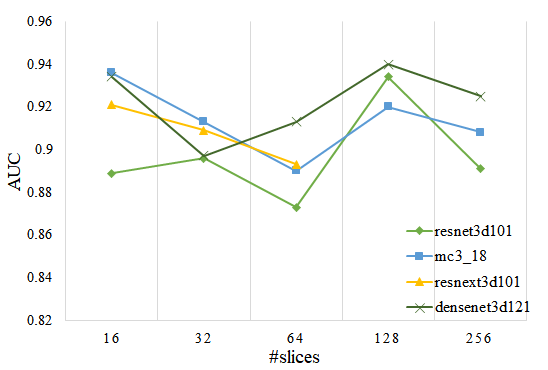 0.96
0.94
0.92
0.9
0.88
0.86
0.84
0.82
AUC
resnet3d101
mc3_18
resnext3d101
densenet3d121
16 32 64 128 256
#slices